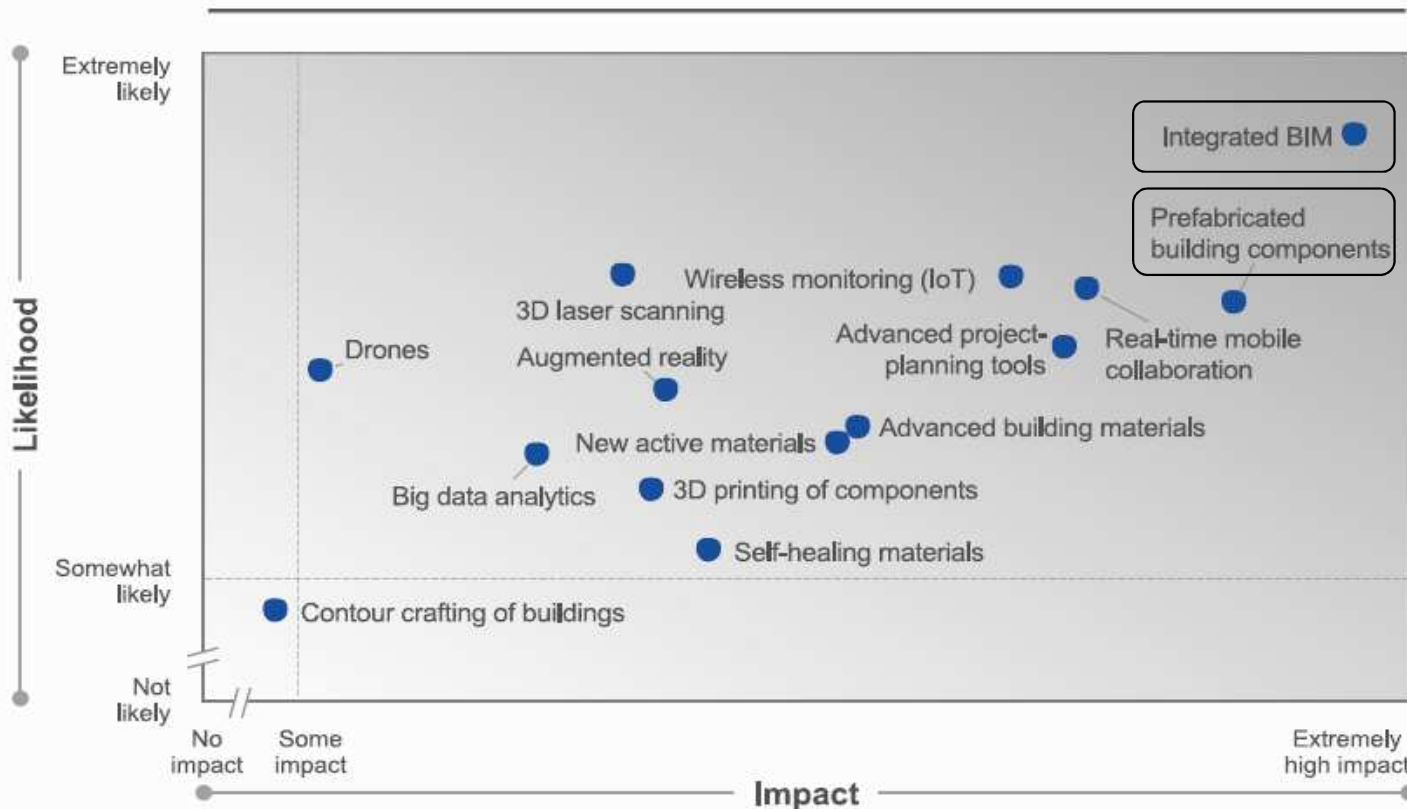 Extremely
likely
Integrated BIM
Prefabricated
building components
Wireless monitoring (IoT)
3D laser scanning
Advanced project-
planning tools
Real-time mobile
collaboration
Drones
Augmented reality
Advanced building materials
New active materials
Big data analytics
3D printing of components
Self-healing materials
Somewhat
likely
Contour crafting of buildings
Not
likely
Likelihood
No
impact
Some
impact
Extremely
high impact
Impact